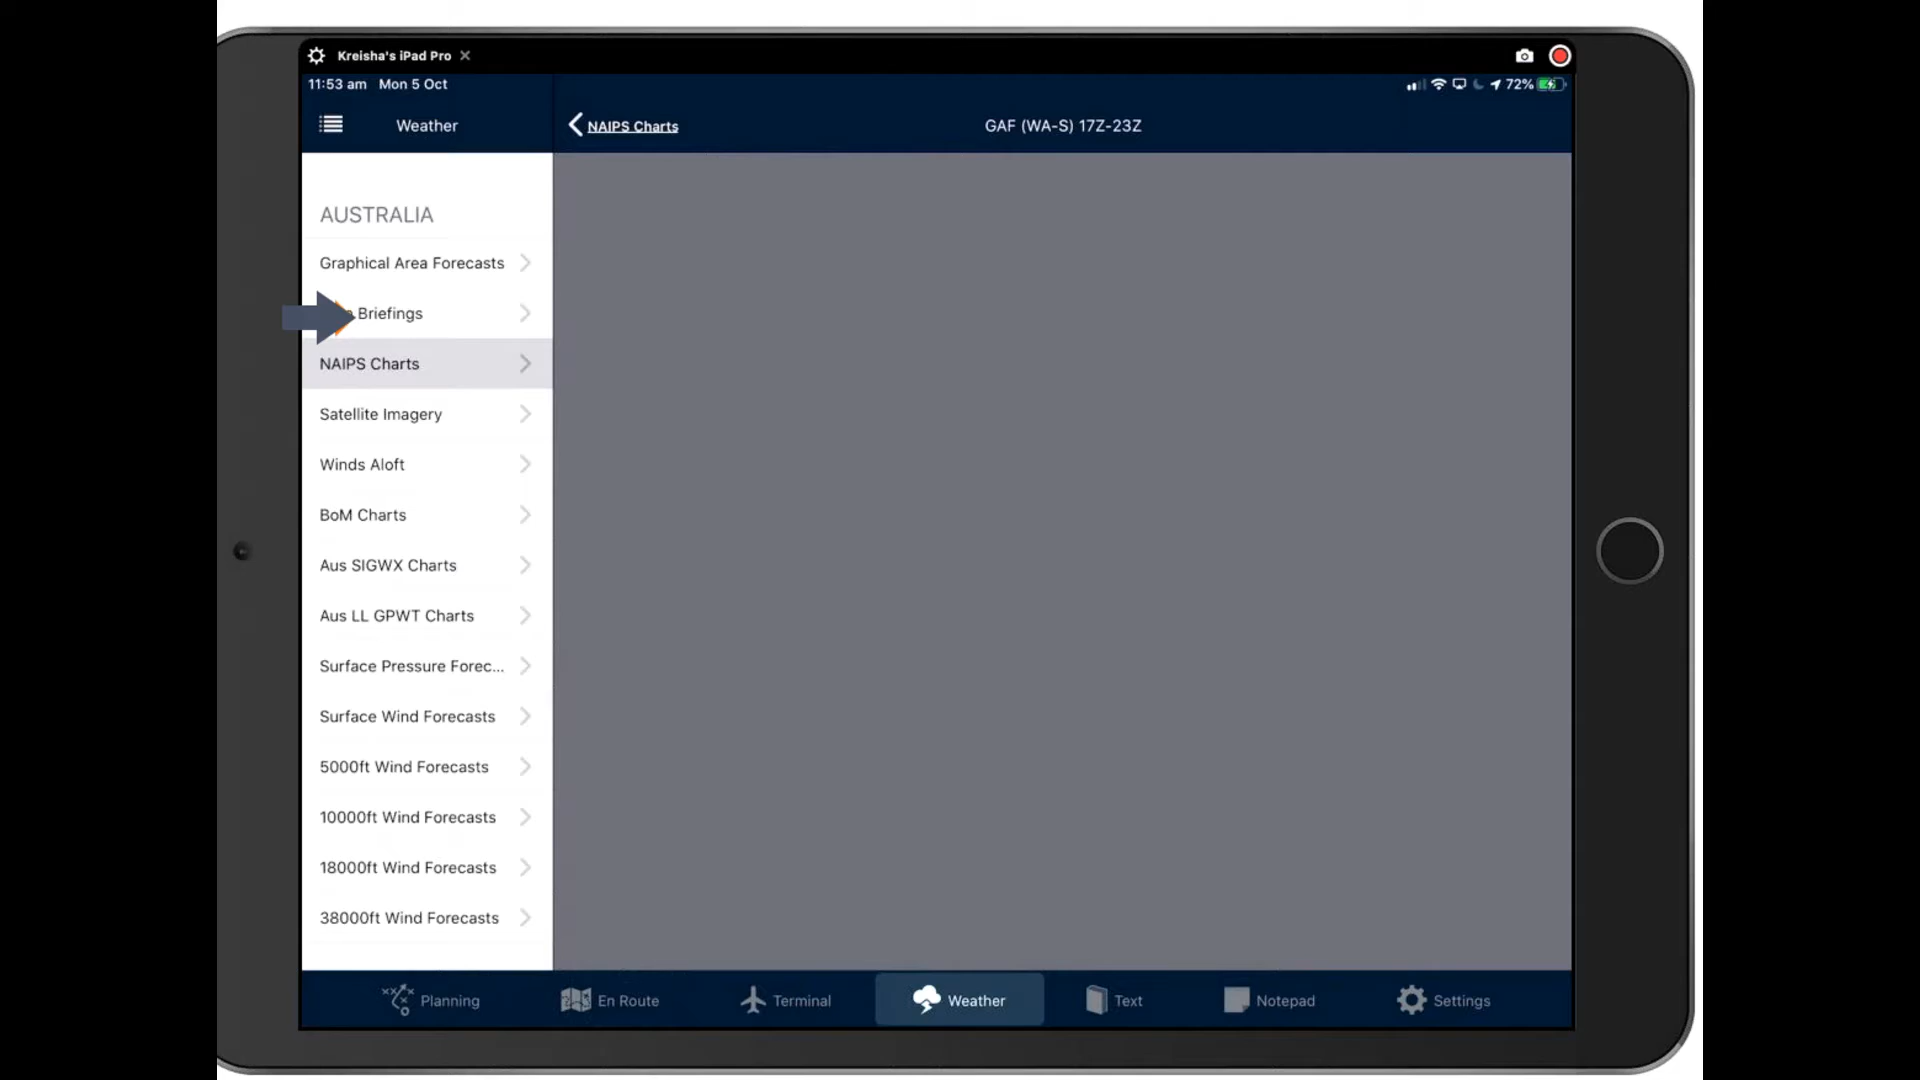 Kreisha's iPad Pro
11:53 am Mon 5 Oct
72%
Weather
NAIPS Charts
GAF (WA-S) 17Z-23Z
AUSTRALIA
Graphical Area Forecasts
Briefings
NAIPS Charts
Satellite Imagery
Winds Aloft
BoM Charts
Aus SIGWX Charts
Aus LL GPWT Charts
Surface Pressure Forec...
Surface Wind Forecasts
5000ft Wind Forecasts
10000ft Wind Forecasts
18000ft Wind Forecasts
38000ft Wind Forecasts
Planning
En Route
Terminal
Weather
Text
Notepad
Settings